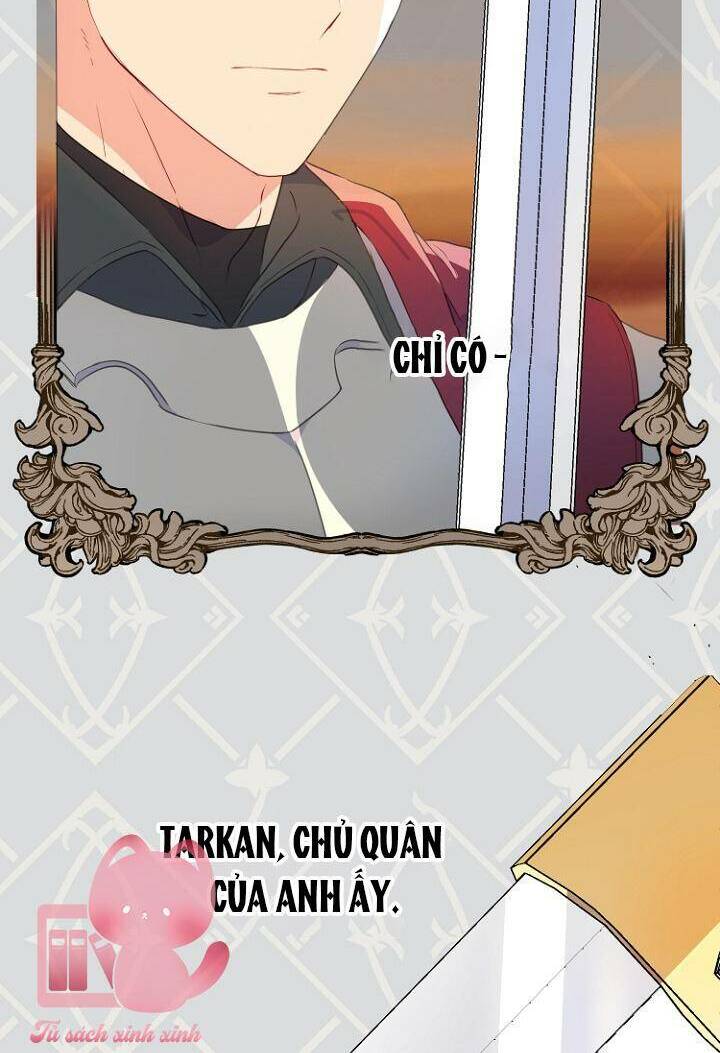 CHỈ CÓ -
TARKAN, CHỦ QUÂN
CỦA ANH ẤY.
Tủ sách xinh xinh